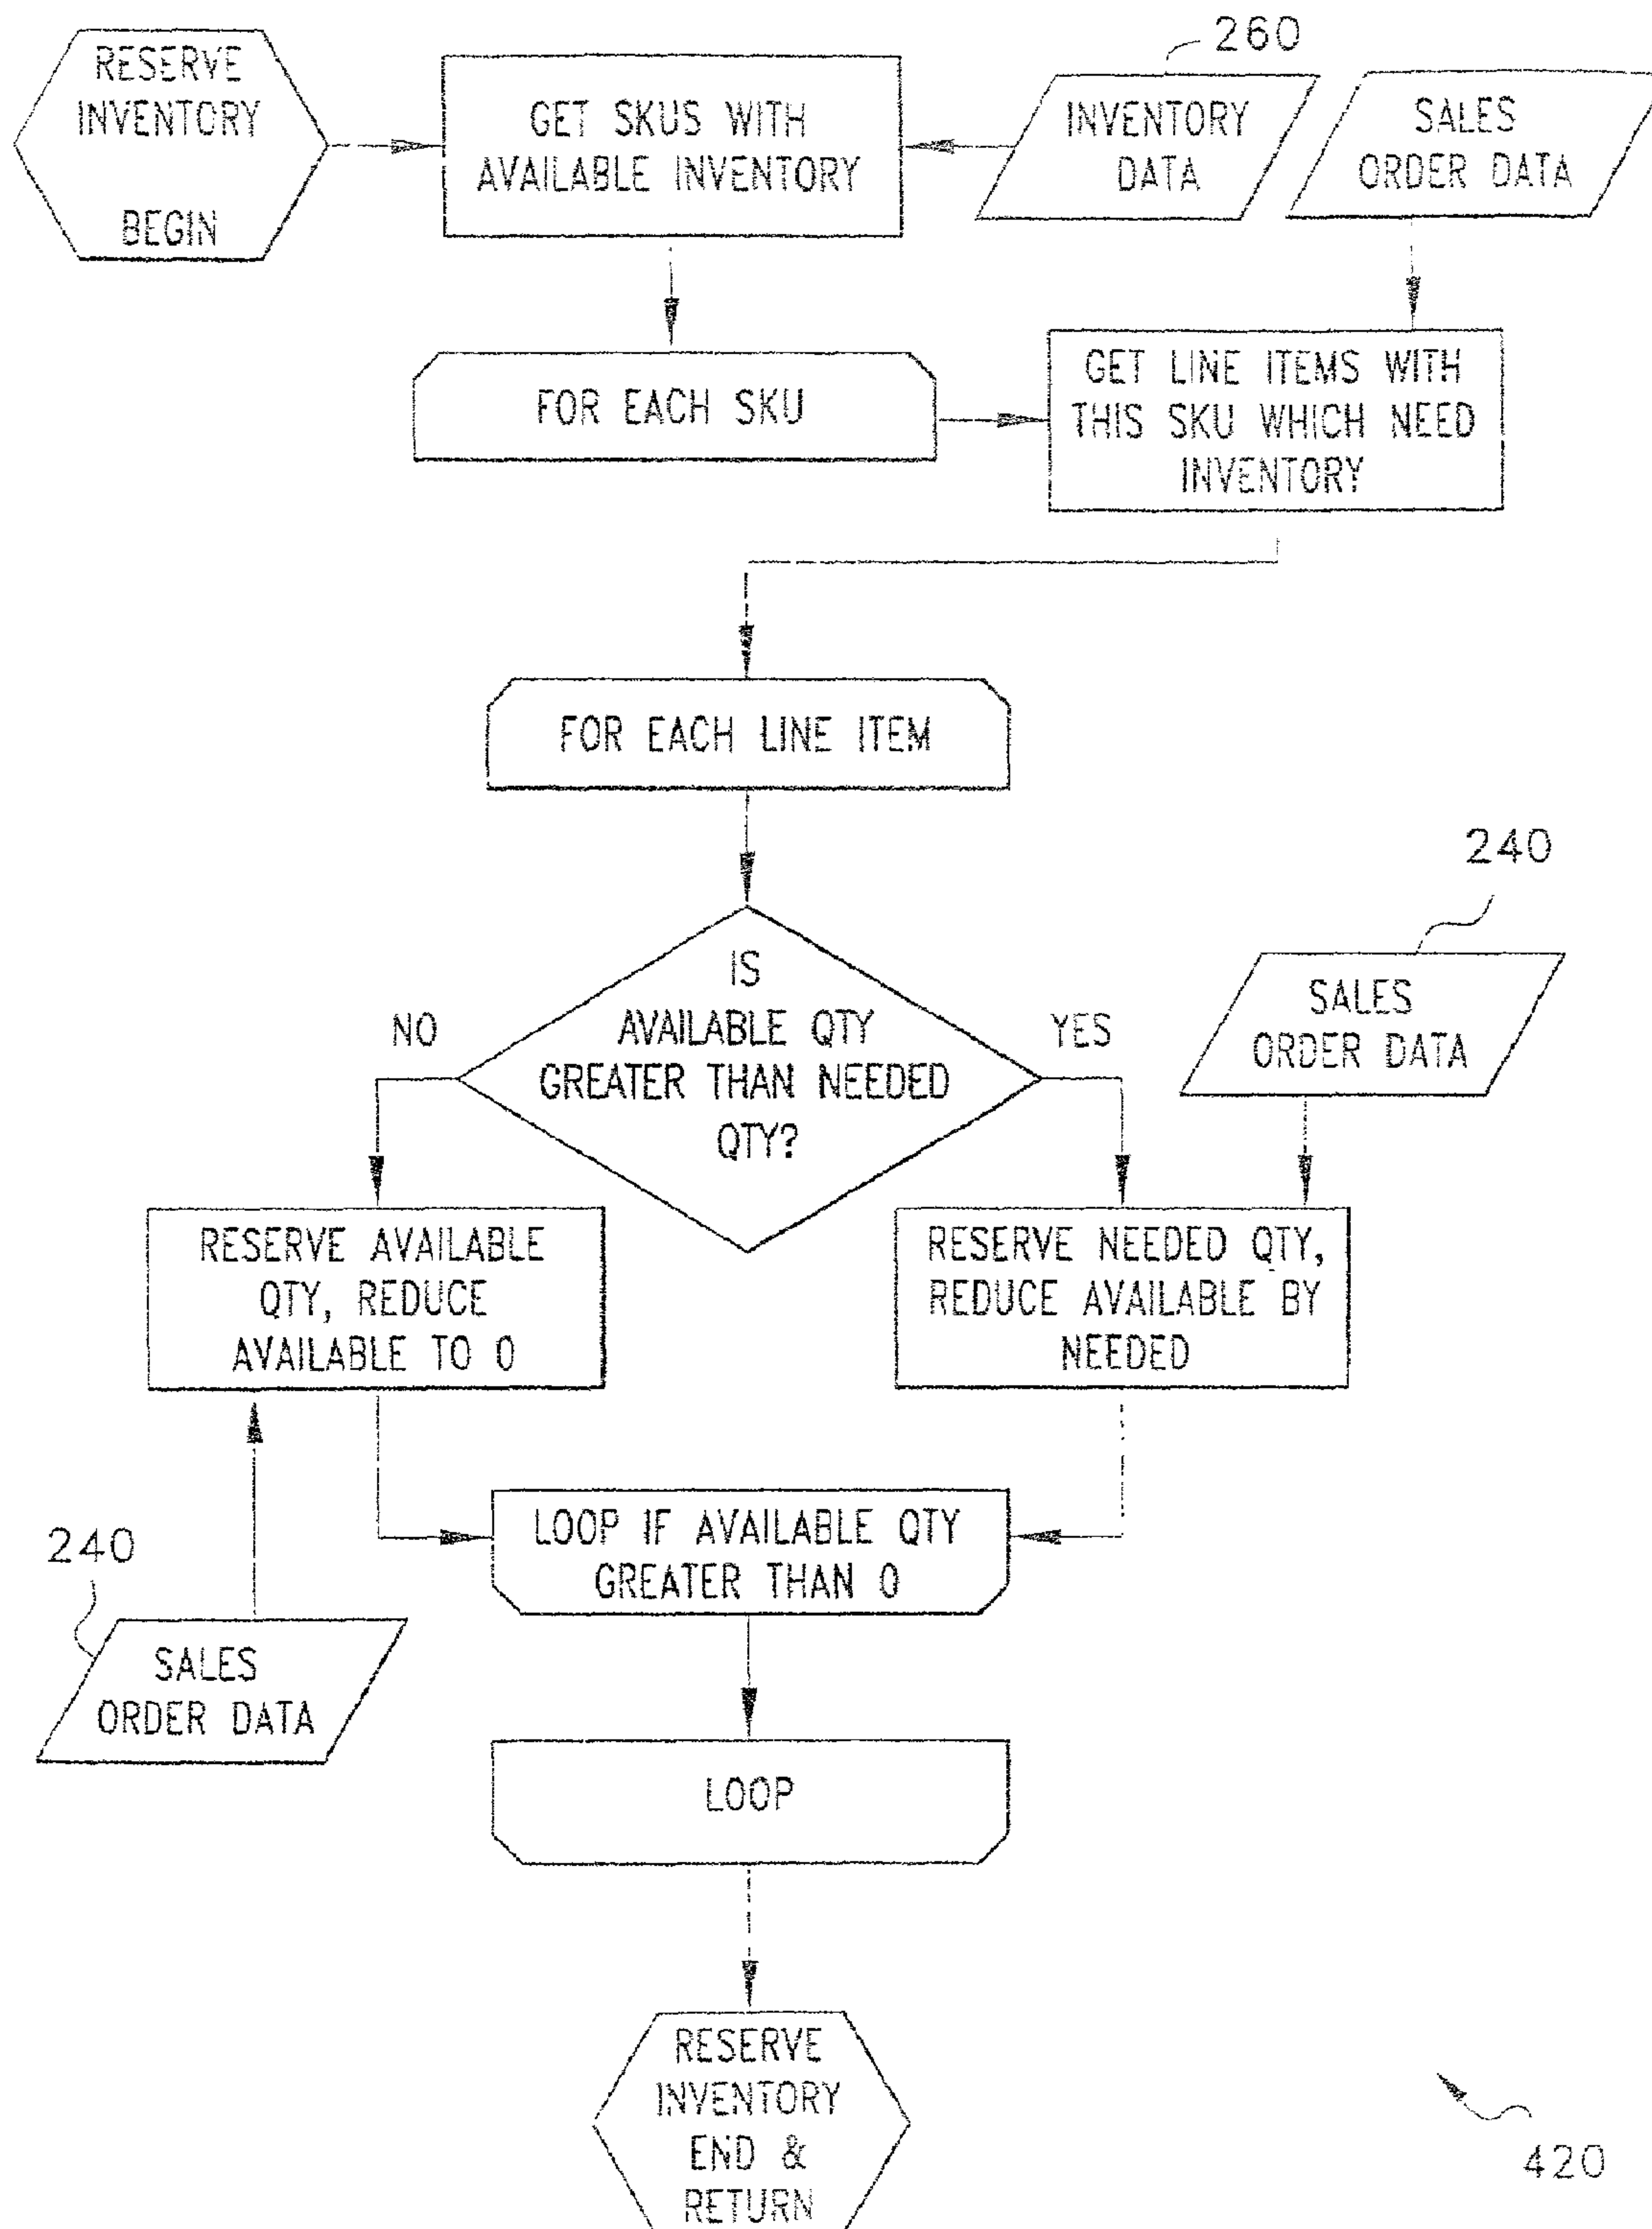 RESERVE
INVENTORY
BEGIN
GET SKUS WITH
AVAILABLE INVENTORY
260
INVENTORY
DATA
SALES
ORDER DATA
FOR EACH SKU
GET LINE ITEMS WITH
THIS SKU WHICH NEED
INVENTORY
FOR EACH LINE ITEM
IS
AVAILABLE QTY
GREATER THAN NEEDED
QTY?
NO
YES
240
SALES
ORDER DATA
RESERVE AVAILABLE
QTY, REDUCE
AVAILABLE TO 0
RESERVE NEEDED QTY,
REDUCE AVAILABLE BY
NEEDED
LOOP IF AVAILABLE QTY
GREATER THAN 0
240
SALES
ORDER DATA
LOOP
RESERVE
INVENTORY
END &
RETURN
420